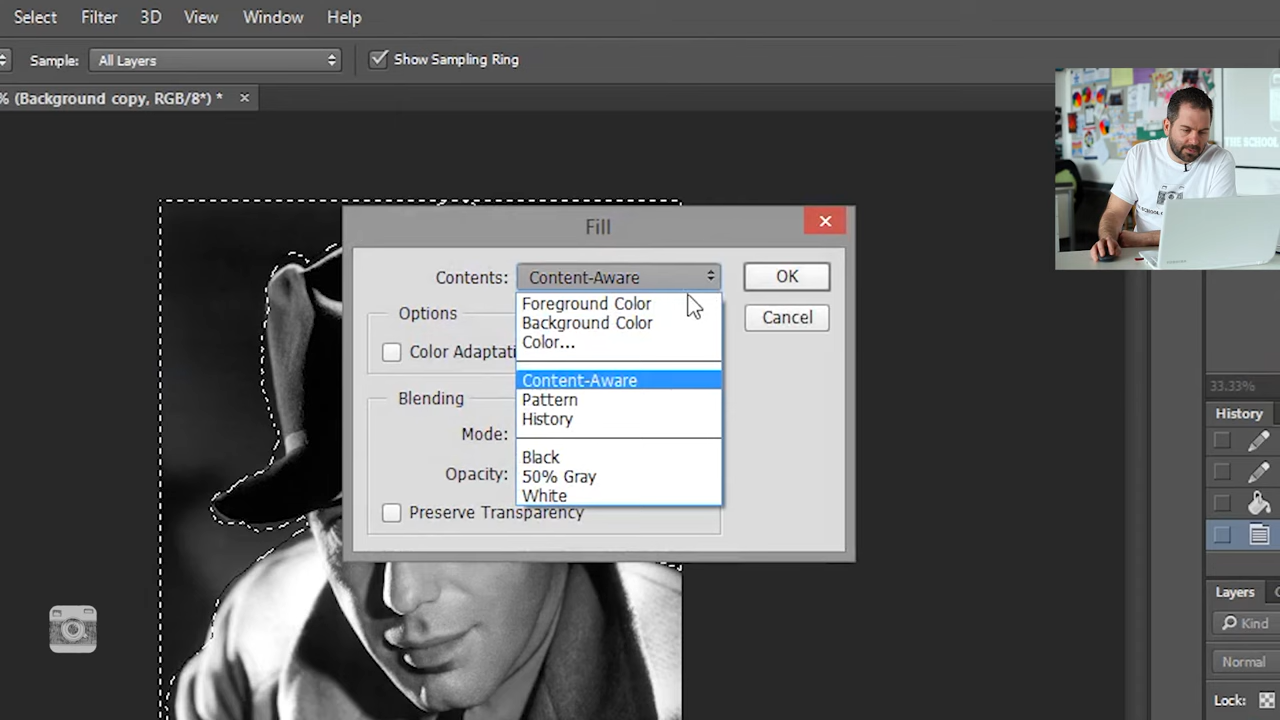 Select Filter 3D View Window Help
Sample: All Layers Show Sampling Ring
% (Background copy, RGB/8*) * ×
THE SCHOOL
Fill
Contents: Content-Aware OK
Foreground Color
Background Color
Color...
Cancel
Options
Color Adaptati
Content-Aware
Pattern
History
Blending
Mode:
Black
Opacity:
50% Gray
White
Preserve Transparency
33.33%
History
Layers
Kind
Normal
Lock: